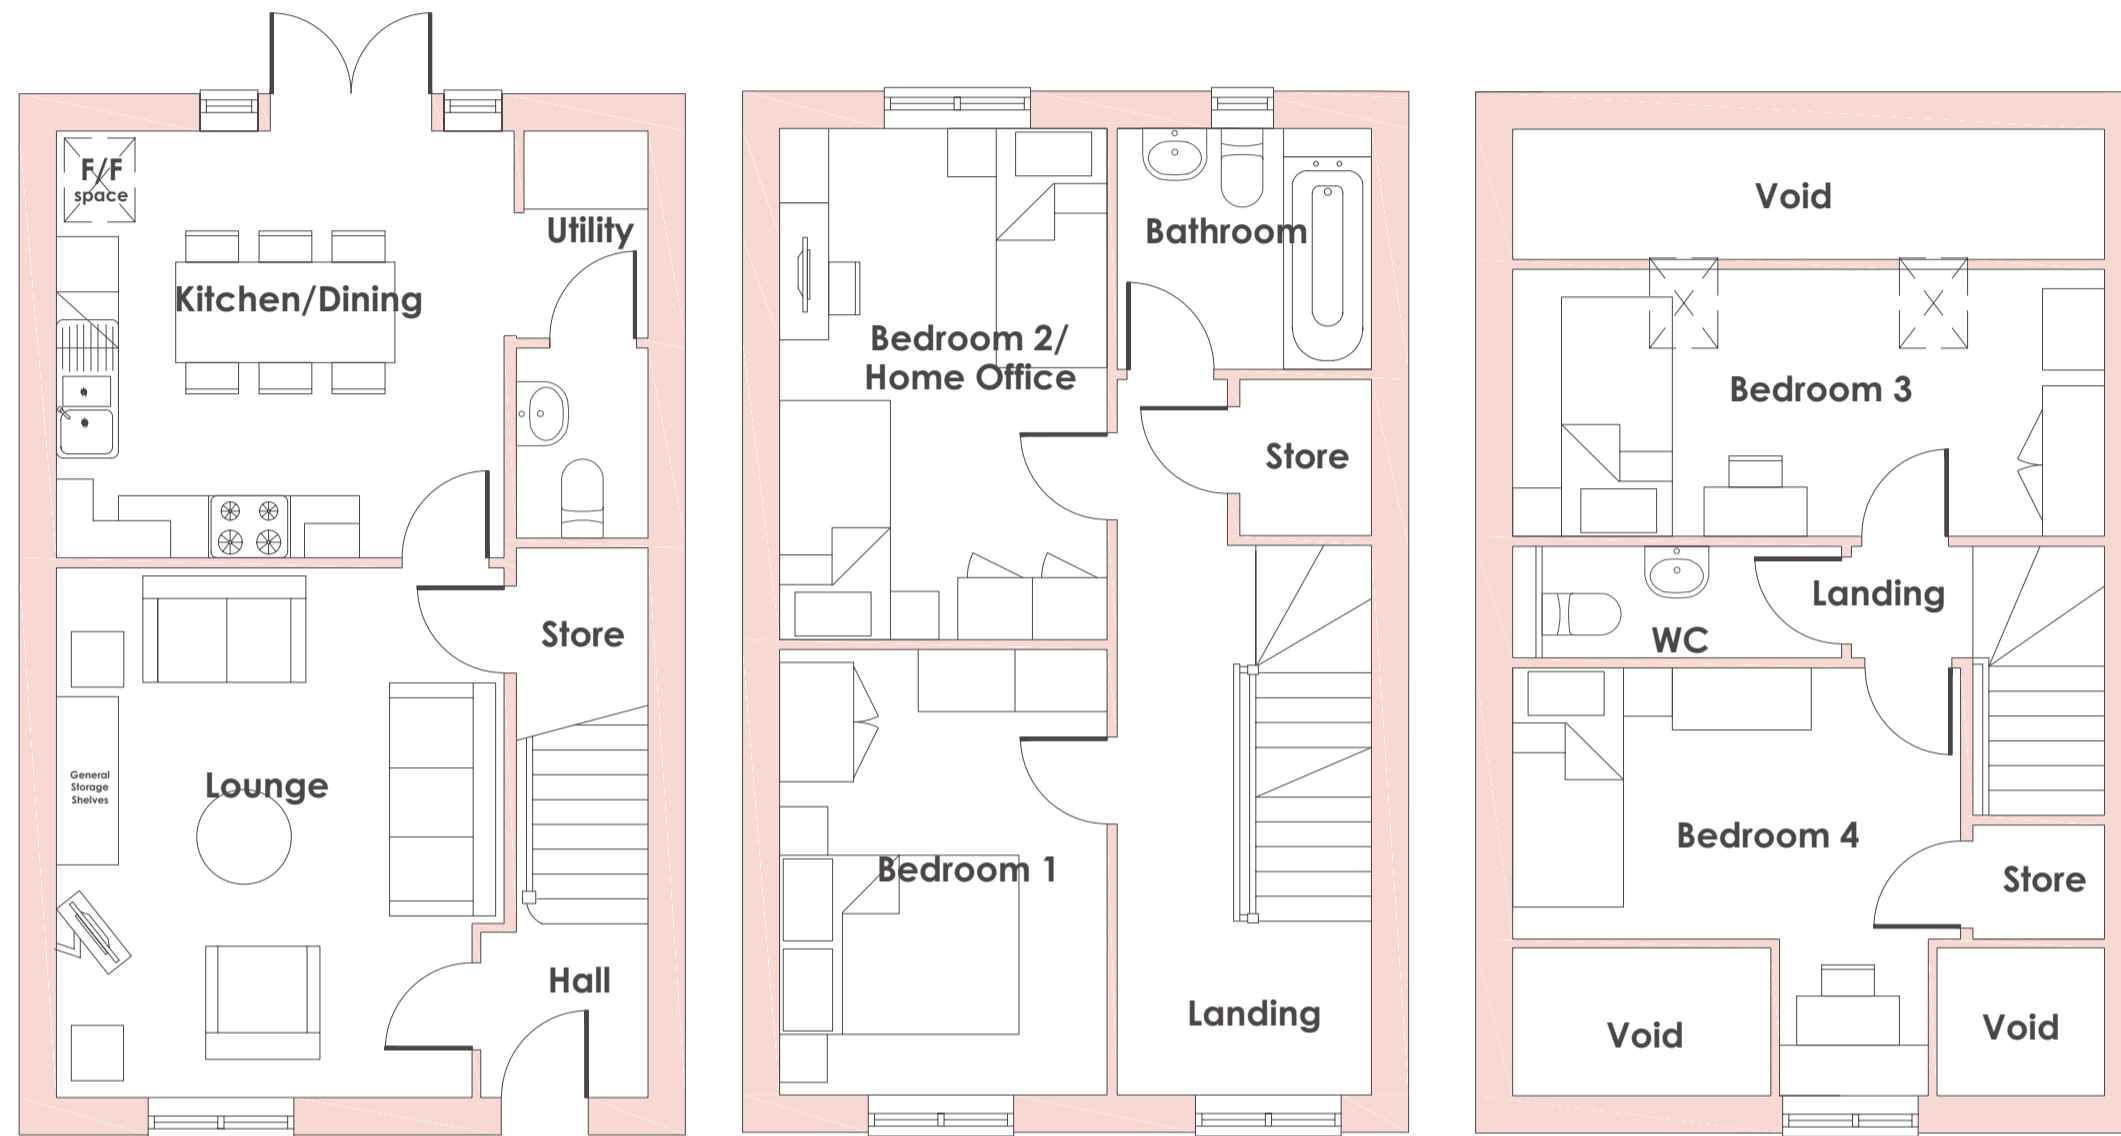 F/F
space
Utility
Kitchen/Dining
Store
General
Storage
Shelves
Lounge
Hall
Bathroom
Bedroom 2/
Home Office
Store
Bedroom 1
Landing
Void
Bedroom 3
Landing
WC
Bedroom 4
Store
Void
Void